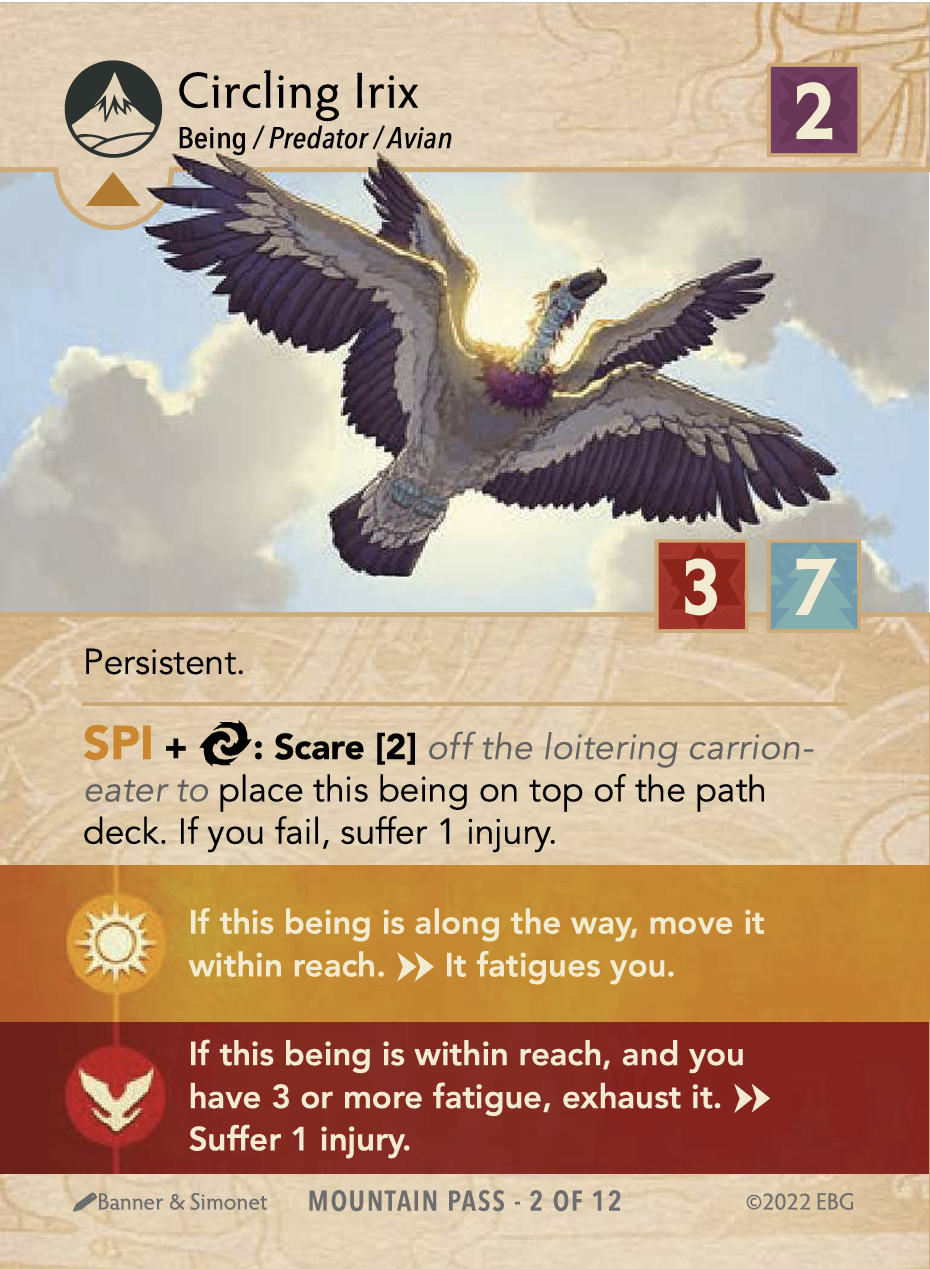 Circling Irix
2
Being / Predator / Avian
3 7
Persistent.
SPI + : Scare [2] off the loitering carrion-
eater to place this being on top of the path
deck. If you fail, suffer 1 injury.
If this being is along the way, move it
within reach. It fatigues you.
If this being is within reach, and you
have 3 or more fatigue, exhaust it.
Suffer 1 injury.
Banner & Simonet MOUNTAIN PASS - 2 OF 12 ©2022 EBG